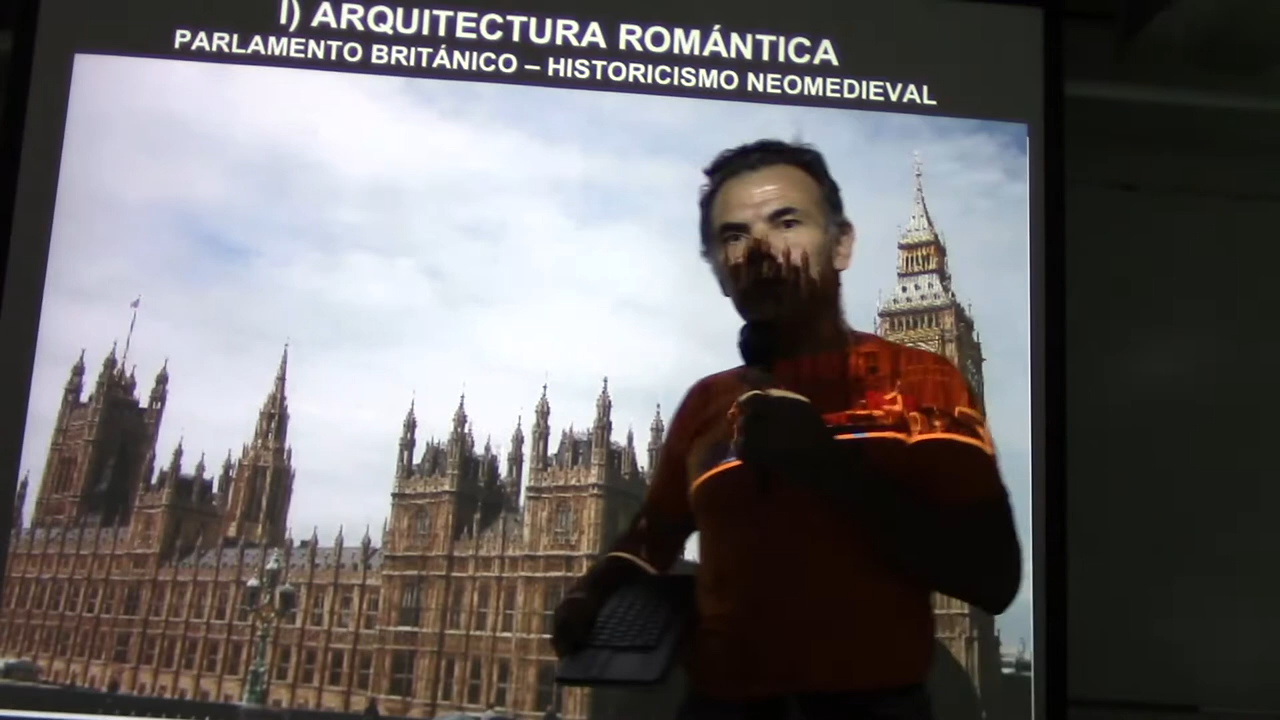 I) ARQUITECTURA ROMÁNTICA
PARLAMENTO BRITÁNICO – HISTORICISMO NEOMEDIEVAL